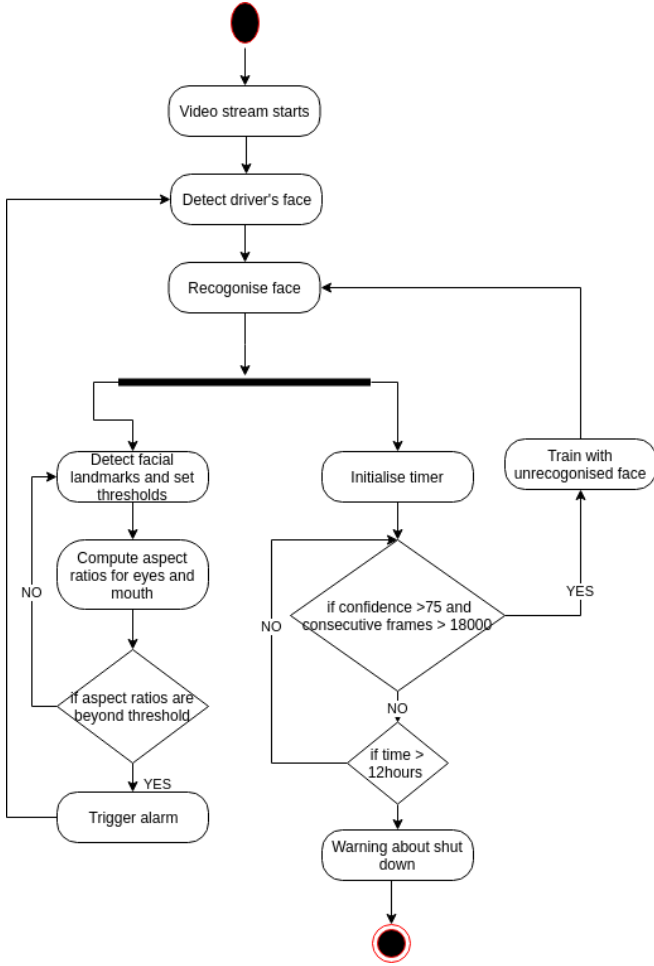 Video stream starts
Detect driver's face
Recogonise face
Detect facial
landmarks and set
thresholds
Initialise timer
Train with
unrecogonised face
Compute aspect
ratios for eyes and
mouth
NO
if confidence >75 and
consecutive frames > 18000
YES
NO
if aspect ratios are
beyond threshold
NO
if time >
12hours
YES
Trigger alarm
Warning about shut
down